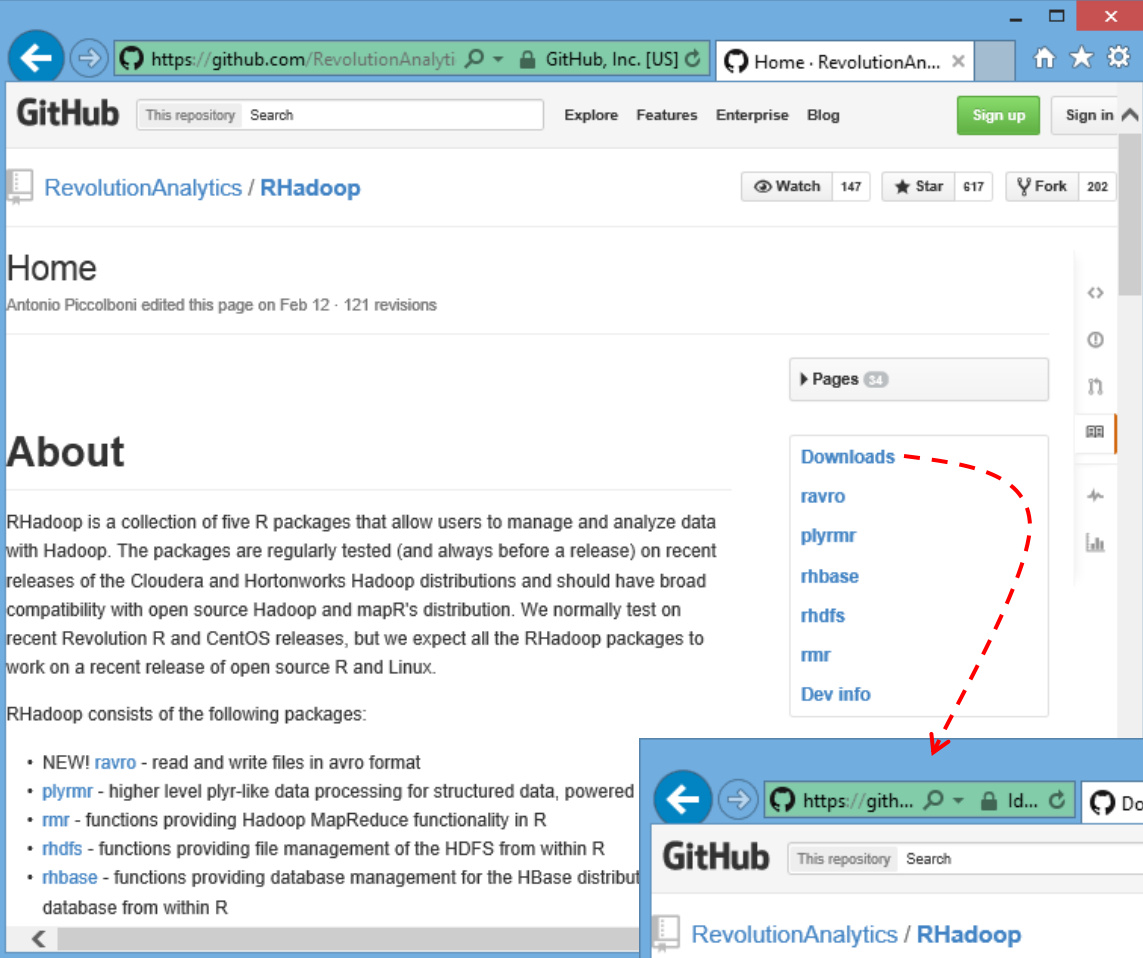 https://github.com/RevolutionAnalyti GitHub, Inc. [US] Home · RevolutionAn...
GitHub This repository Search Explore Features Enterprise Blog Sign up Sign in
RevolutionAnalytics / RHadoop Watch 147 Star 617 Fork 202
Home
Antonio Piccolboni edited this page on Feb 12 · 121 revisions
Pages 34
About
RHadoop is a collection of five R packages that allow users to manage and analyze data
with Hadoop. The packages are regularly tested (and always before a release) on recent
releases of the Cloudera and Hortonworks Hadoop distributions and should have broad
compatibility with open source Hadoop and mapR's distribution. We normally test on
recent Revolution R and CentOS releases, but we expect all the RHadoop packages to
work on a recent release of open source R and Linux.
RHadoop consists of the following packages:
• NEW! ravro - read and write files in avro format
• plyrmr - higher level plyr-like data processing for structured data, powered
• rmr - functions providing Hadoop MapReduce functionality in R
• rhdfs - functions providing file management of the HDFS from within R
• rhbase - functions providing database management for the HBase distribut
database from within R
Downloads
ravro
plyrmr
rhbase
rhdfs
rmr
Dev info
https://gith... Id... Do
GitHub This repository Search
RevolutionAnalytics / RHadoop